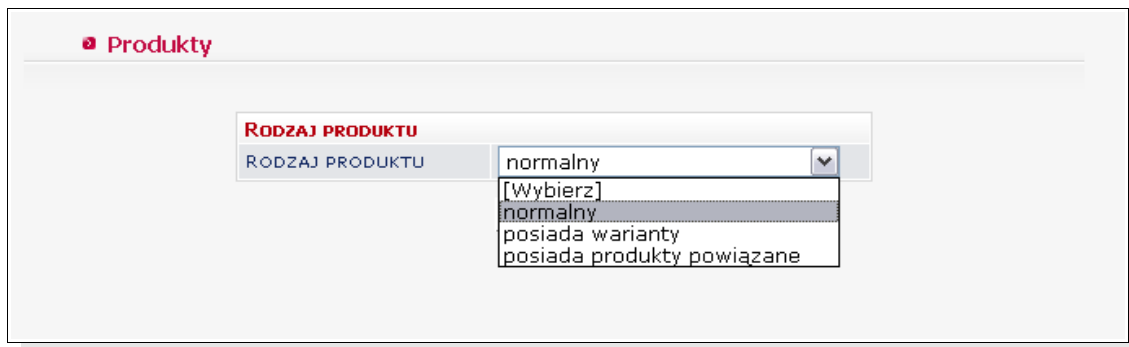 Produkty
RODZAJ PRODUKTU
RODZAJ PRODUKTU normalny
[Wybierz]
normalny
posiada warianty
posiada produkty powiązane